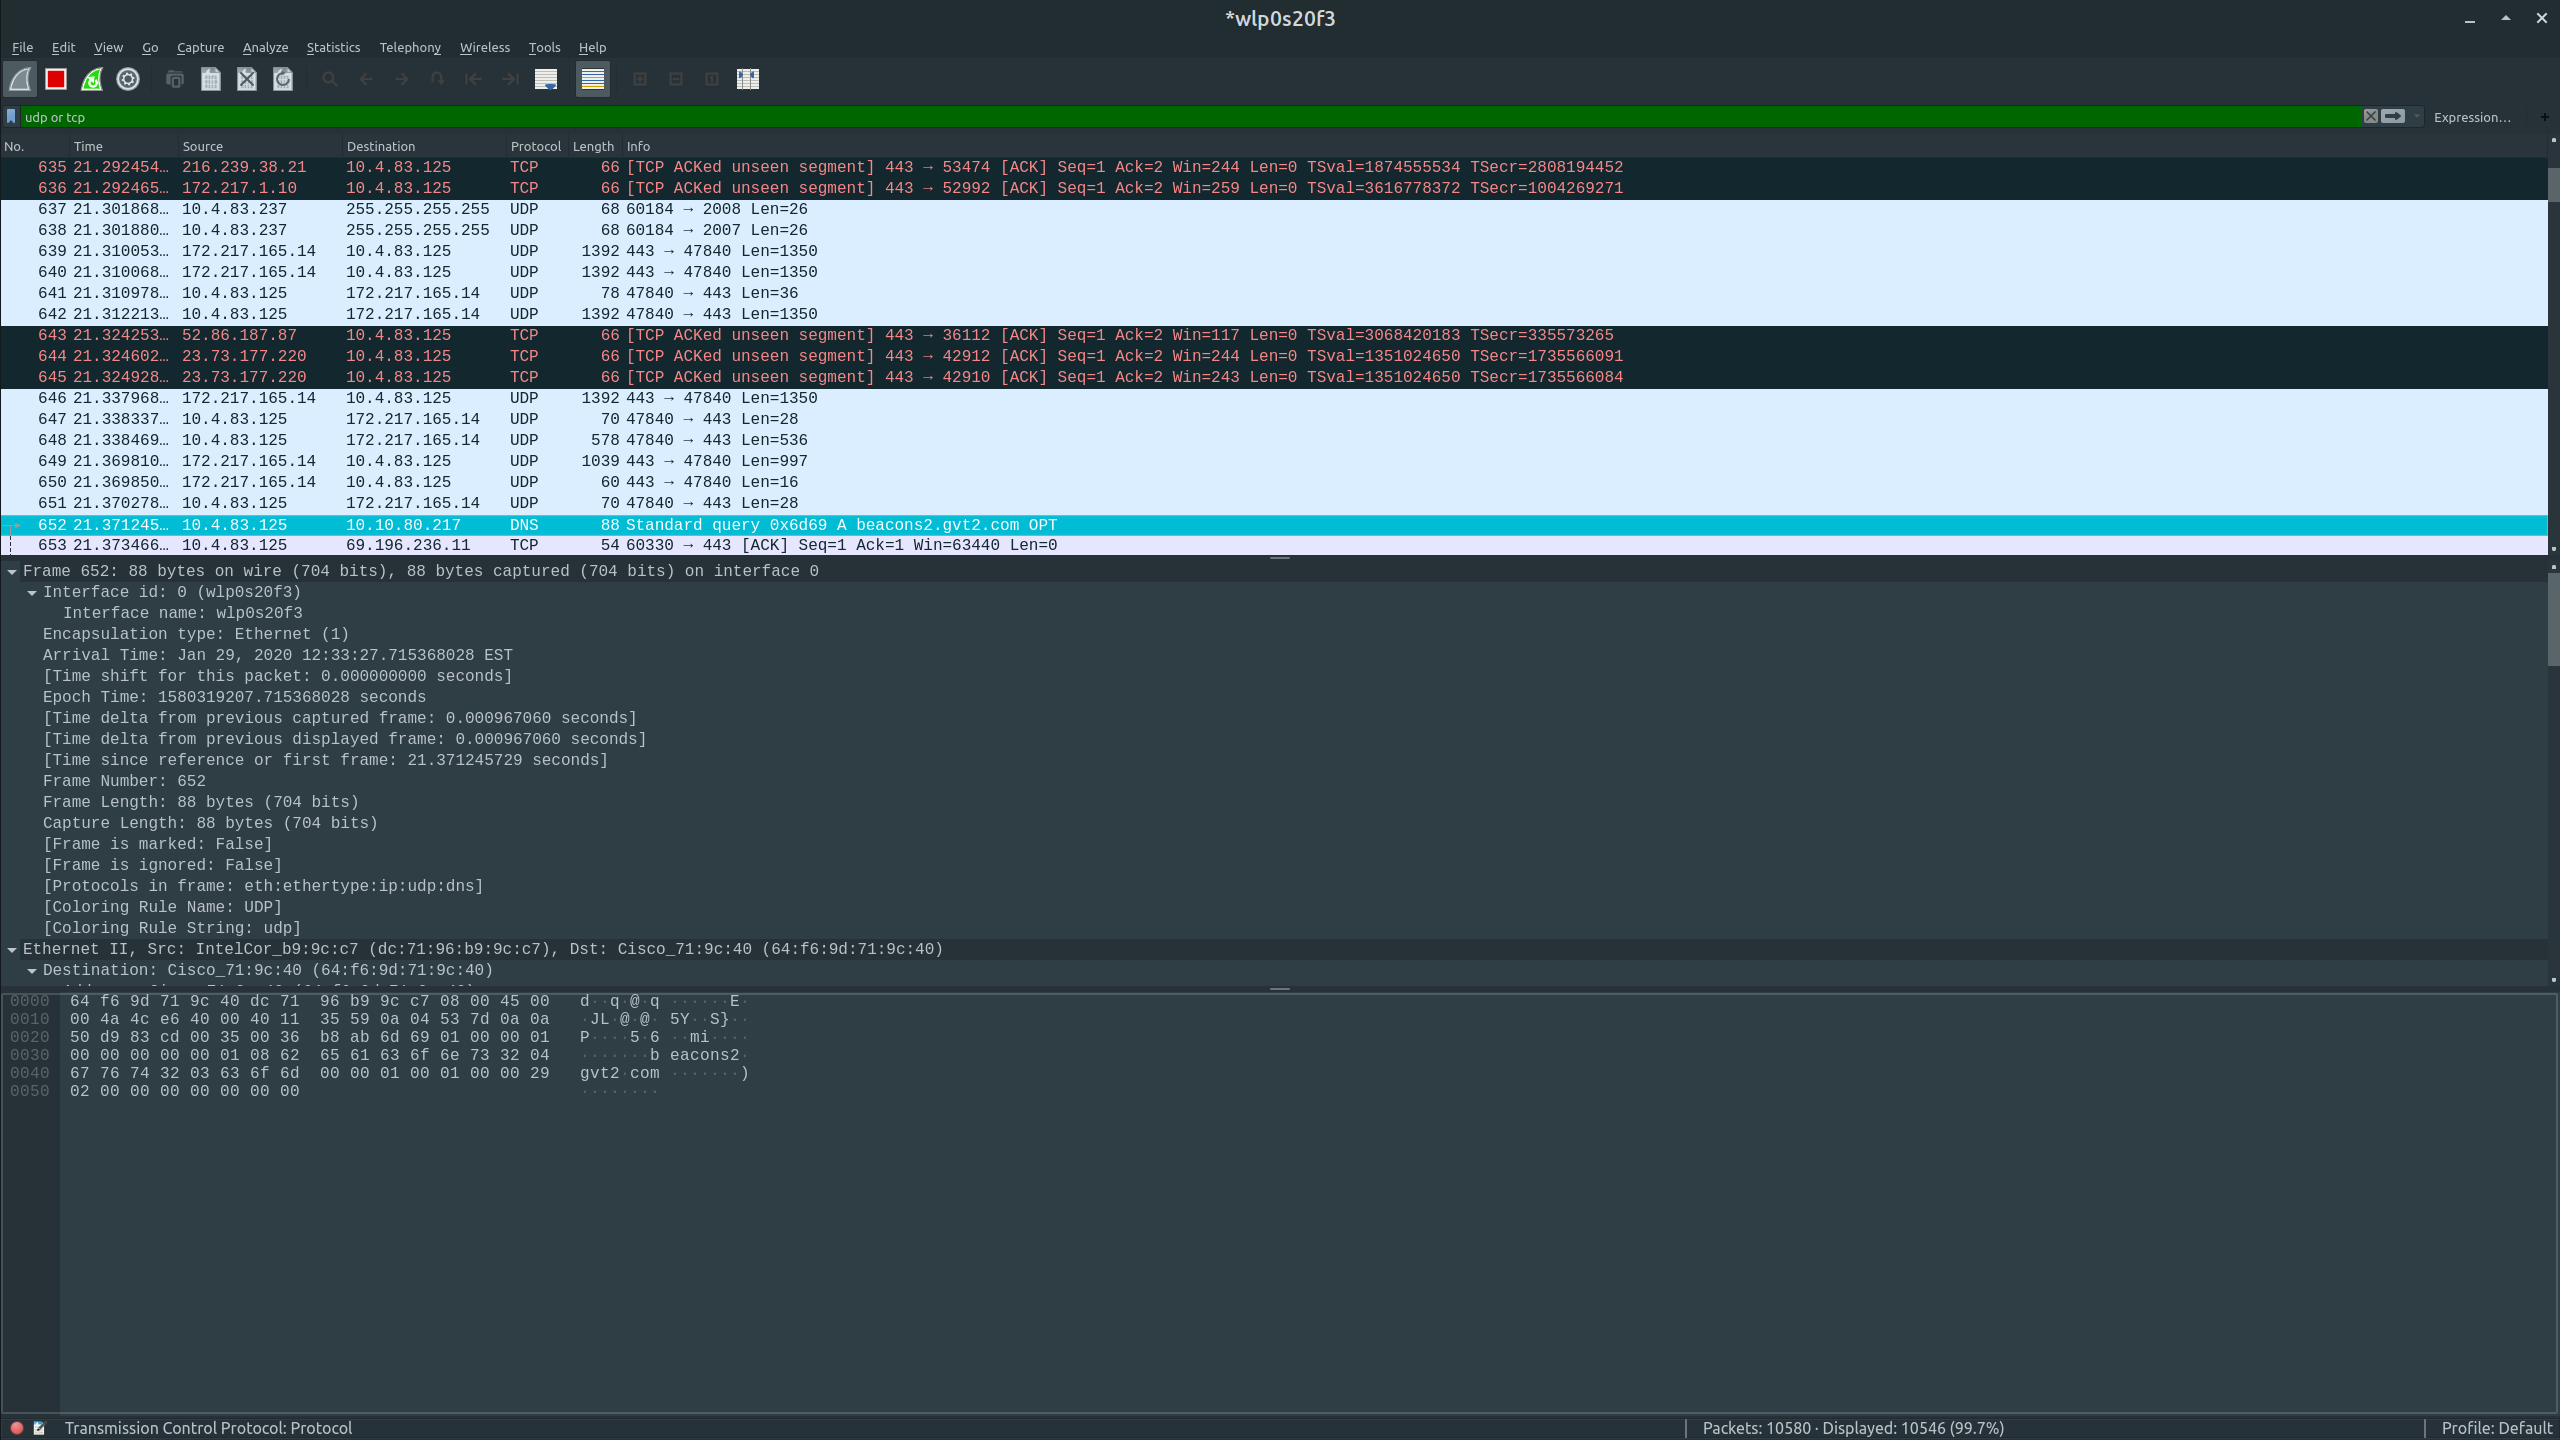 *wlp0s20f3
File Edit View Go Capture Analyze Statistics Telephony Wireless Tools Help
udp or tcp Expression… +
No. Time Source Destination Protocol Length Info
635 21.292454… 216.239.38.21 10.4.83.125 TCP 66 [TCP ACKed unseen segment] 443 → 53474 [ACK] Seq=1 Ack=2 Win=244 Len=0 TSval=1874555534 TSecr=2808194452
636 21.292465… 172.217.1.10 10.4.83.125 TCP 66 [TCP ACKed unseen segment] 443 → 52992 [ACK] Seq=1 Ack=2 Win=259 Len=0 TSval=3616778372 TSecr=1004269271
637 21.301868… 10.4.83.237 255.255.255.255 UDP 68 60184 → 2008 Len=26
638 21.301880… 10.4.83.237 255.255.255.255 UDP 68 60184 → 2007 Len=26
639 21.310053… 172.217.165.14 10.4.83.125 UDP 1392 443 → 47840 Len=1350
640 21.310068… 172.217.165.14 10.4.83.125 UDP 1392 443 → 47840 Len=1350
641 21.310978… 10.4.83.125 172.217.165.14 UDP 78 47840 → 443 Len=36
642 21.312213… 10.4.83.125 172.217.165.14 UDP 1392 47840 → 443 Len=1350
643 21.324253… 52.86.187.87 10.4.83.125 TCP 66 [TCP ACKed unseen segment] 443 → 36112 [ACK] Seq=1 Ack=2 Win=117 Len=0 TSval=3068420183 TSecr=335573265
644 21.324602… 23.73.177.220 10.4.83.125 TCP 66 [TCP ACKed unseen segment] 443 → 42912 [ACK] Seq=1 Ack=2 Win=244 Len=0 TSval=1351024650 TSecr=1735566091
645 21.324928… 23.73.177.220 10.4.83.125 TCP 66 [TCP ACKed unseen segment] 443 → 42910 [ACK] Seq=1 Ack=2 Win=243 Len=0 TSval=1351024650 TSecr=1735566084
646 21.337968… 172.217.165.14 10.4.83.125 UDP 1392 443 → 47840 Len=1350
647 21.338337… 10.4.83.125 172.217.165.14 UDP 70 47840 → 443 Len=28
648 21.338469… 10.4.83.125 172.217.165.14 UDP 578 47840 → 443 Len=536
649 21.369810… 172.217.165.14 10.4.83.125 UDP 1039 443 → 47840 Len=997
650 21.369850… 172.217.165.14 10.4.83.125 UDP 60 443 → 47840 Len=16
651 21.370278… 10.4.83.125 172.217.165.14 UDP 70 47840 → 443 Len=28
652 21.371245… 10.4.83.125 10.10.80.217 DNS 88 Standard query 0x6d69 A beacons2.gvt2.com OPT
653 21.373466… 10.4.83.125 69.196.236.11 TCP 54 60330 → 443 [ACK] Seq=1 Ack=1 Win=63440 Len=0
Frame 652: 88 bytes on wire (704 bits), 88 bytes captured (704 bits) on interface 0
Interface id: 0 (wlp0s20f3)
Interface name: wlp0s20f3
Encapsulation type: Ethernet (1)
Arrival Time: Jan 29, 2020 12:33:27.715368028 EST
[Time shift for this packet: 0.000000000 seconds]
Epoch Time: 1580319207.715368028 seconds
[Time delta from previous captured frame: 0.000967060 seconds]
[Time delta from previous displayed frame: 0.000967060 seconds]
[Time since reference or first frame: 21.371245729 seconds]
Frame Number: 652
Frame Length: 88 bytes (704 bits)
Capture Length: 88 bytes (704 bits)
[Frame is marked: False]
[Frame is ignored: False]
[Protocols in frame: eth:ethertype:ip:udp:dns]
[Coloring Rule Name: UDP]
[Coloring Rule String: udp]
Ethernet II, Src: IntelCor_b9:9c:c7 (dc:71:96:b9:9c:c7), Dst: Cisco_71:9c:40 (64:f6:9d:71:9c:40)
Destination: Cisco_71:9c:40 (64:f6:9d:71:9c:40)
0000 64 f6 9d 71 9c 40 dc 71 96 b9 9c c7 08 00 45 00 d··q·@·q ······E·
0010 00 4a 4c e6 40 00 40 11 35 59 0a 04 53 7d 0a 0a ·JL·@·@· 5Y··S}··
0020 50 d9 83 cd 00 35 00 36 b8 ab 6d 69 01 00 00 01 P····5·6 ··mi····
0030 00 00 00 00 00 01 08 62 65 61 63 6f 6e 73 32 04 ·······b eacons2·
0040 67 76 74 32 03 63 6f 6d 00 00 01 00 01 00 00 29 gvt2·com ·······)
0050 02 00 00 00 00 00 00 00 ········
Transmission Control Protocol: Protocol Packets: 10580 · Displayed: 10546 (99.7%) Profile: Default